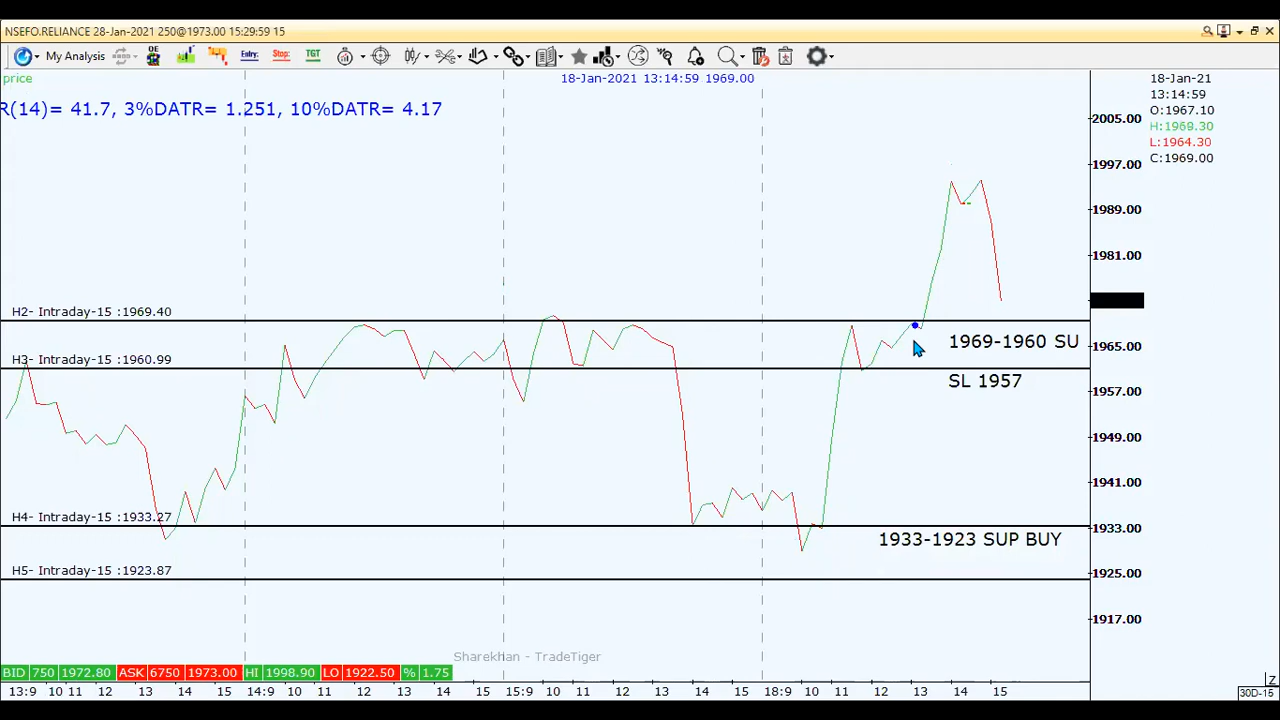 NSEFO.RELIANCE 28-Jan-2021 250@1973.00 15:29:59 15
My Analysis
OE
Entry:
Stop:
TGT
price
18-Jan-2021 13:14:59 1969.00
18-Jan-21
13:14:59
O:1967.10
H:1969.30
L:1964.30
C:1969.00
R(14)= 41.7, 3%DATR= 1.251, 10%DATR= 4.17
2005.00
1997.00
1989.00
1981.00
H2- Intraday-15 :1969.40
1969-1960 SU
1965.00
H3- Intraday-15 :1960.99
SL 1957
1957.00
1949.00
1941.00
H4- Intraday-15 :1933.27
1933.00
1933-1923 SUP BUY
H5- Intraday-15 :1923.87
1925.00
1917.00
Sharekhan - TradeTiger
BID 750 1972.80 ASK 6750 1973.00 HI 1998.90 LO 1922.50 % 1.75
13:9 10 11 12 13 14 15 14:9 10 11 12 13 14 15 15:9 10 11 12 13 14 15 18:9 10 11 12 13 14 15
Z
30D-15